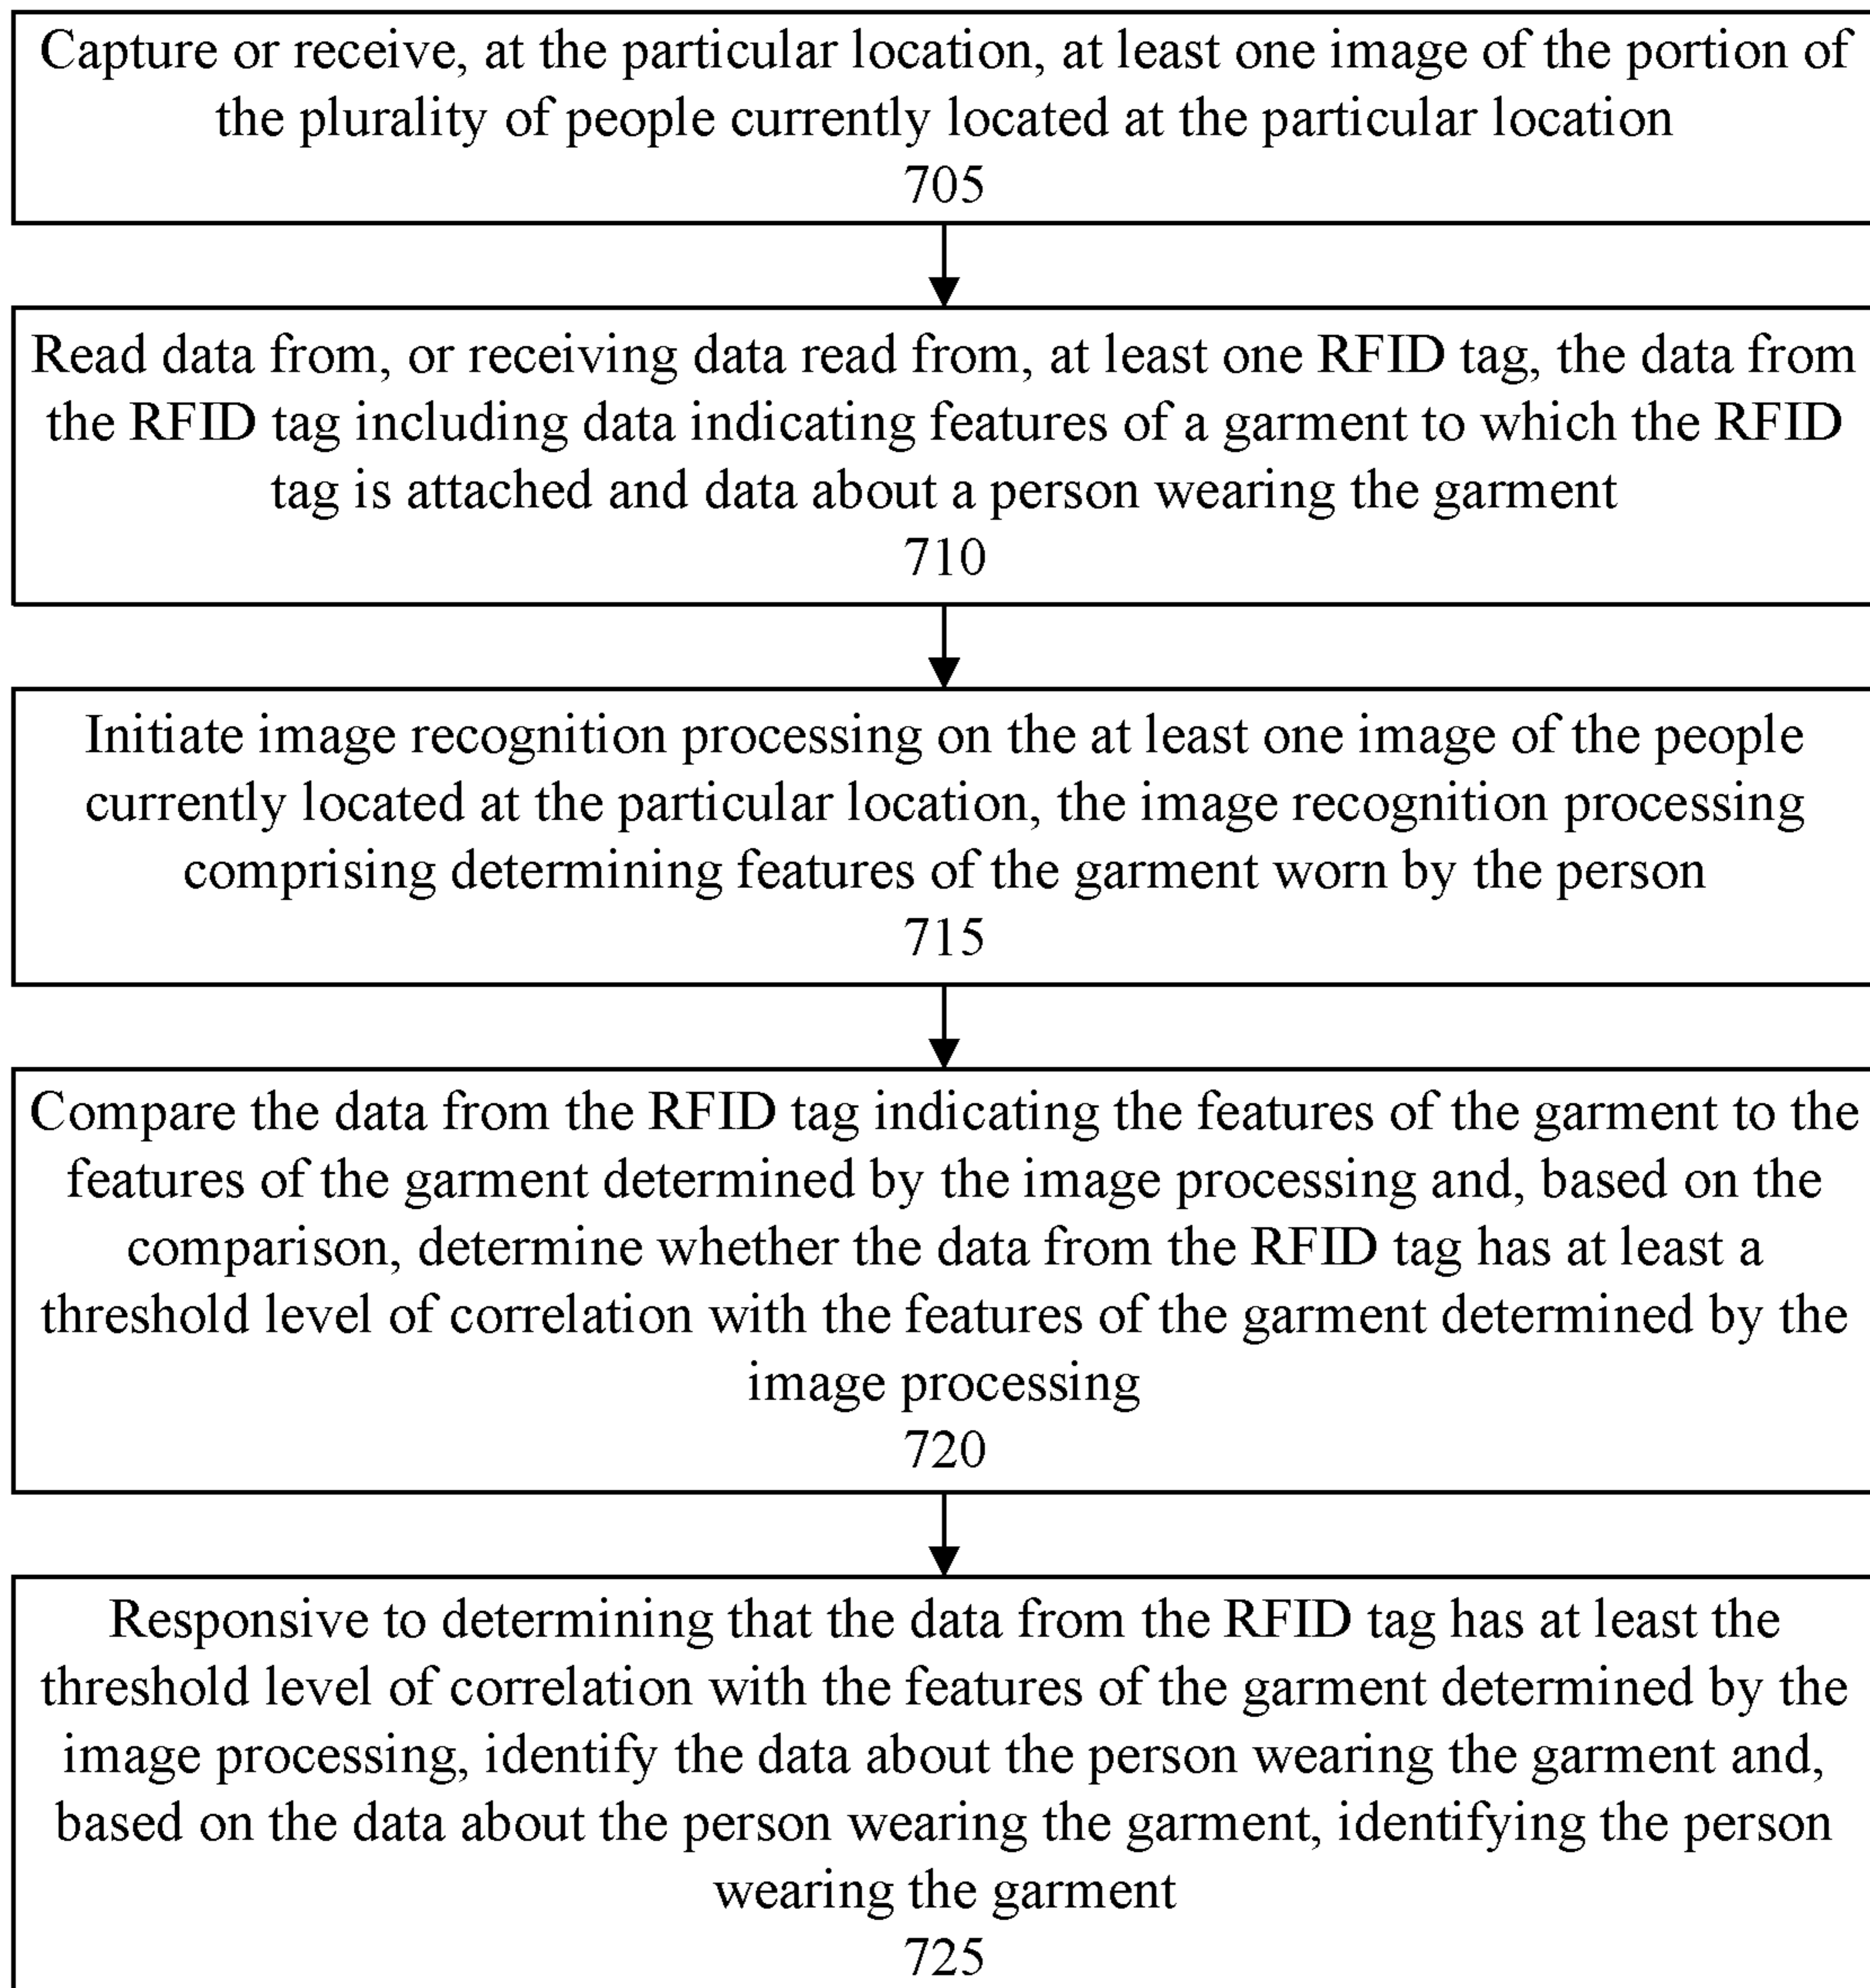 Capture or receive, at the particular location, at least one image of the portion of
the plurality of people currently located at the particular location
705
Read data from, or receiving data read from, at least one RFID tag, the data from
the RFID tag including data indicating features of a garment to which the RFID
tag is attached and data about a person wearing the garment
710
Initiate image recognition processing on the at least one image of the people
currently located at the particular location, the image recognition processing
comprising determining features of the garment worn by the person
715
Compare the data from the RFID tag indicating the features of the garment to the
features of the garment determined by the image processing and, based on the
comparison, determine whether the data from the RFID tag has at least a
threshold level of correlation with the features of the garment determined by the
image processing
720
Responsive to determining that the data from the RFID tag has at least the
threshold level of correlation with the features of the garment determined by the
image processing, identify the data about the person wearing the garment and,
based on the data about the person wearing the garment, identifying the person
wearing the garment
725